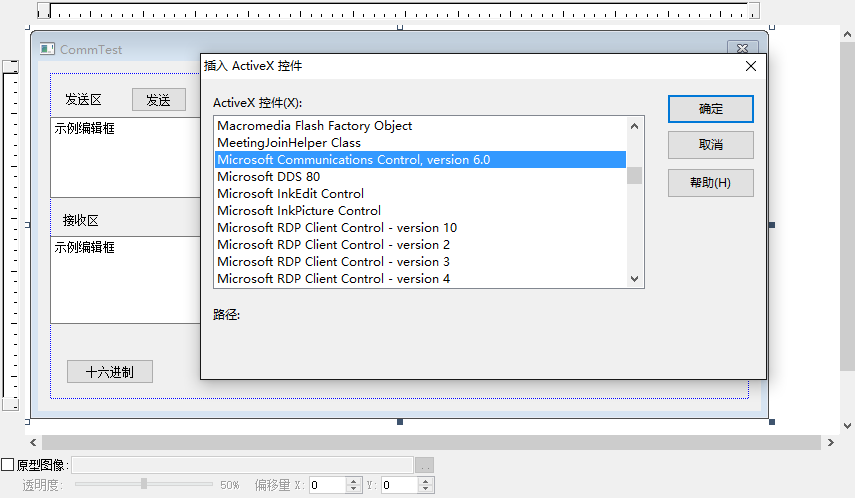 CommTest
插入 ActiveX 控件
发送区
发送
ActiveX 控件(X):
确定
示例编辑框
Macromedia Flash Factory Object
MeetingJoinHelper Class
取消
Microsoft Communications Control, version 6.0
Microsoft DDS 80
帮助(H)
Microsoft InkEdit Control
Microsoft InkPicture Control
接收区
Microsoft RDP Client Control - version 10
示例编辑框
Microsoft RDP Client Control - version 2
Microsoft RDP Client Control - version 3
Microsoft RDP Client Control - version 4
路径:
十六进制
原型图像:
..
透明度: 50% 偏移量 X: 0 Y: 0